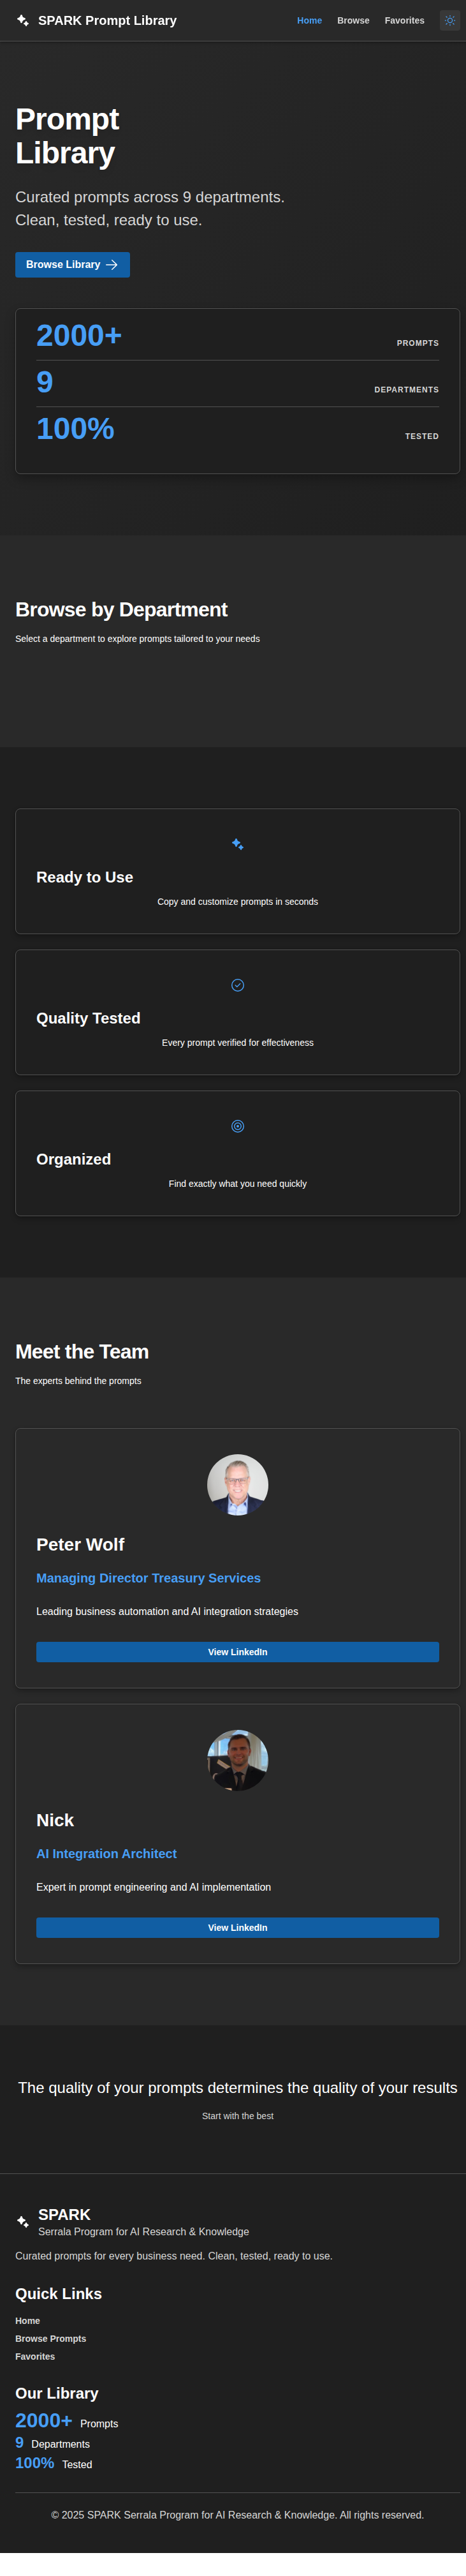 SPARK Prompt Library
Home
Browse
Favorites
Prompt
Library
Curated prompts across 9 departments.
Clean, tested, ready to use.
Browse Library
2000+
PROMPTS
9
DEPARTMENTS
100%
TESTED
Browse by Department
Select a department to explore prompts tailored to your needs
Ready to Use
Copy and customize prompts in seconds
Quality Tested
Every prompt verified for effectiveness
Organized
Find exactly what you need quickly
Meet the Team
The experts behind the prompts
Peter Wolf
Managing Director Treasury Services
Leading business automation and AI integration strategies
View LinkedIn
Nick
AI Integration Architect
Expert in prompt engineering and AI implementation
View LinkedIn
The quality of your prompts determines the quality of your results
Start with the best
SPARK
Serrala Program for AI Research & Knowledge
Curated prompts for every business need. Clean, tested, ready to use.
Quick Links
Home
Browse Prompts
Favorites
Our Library
2000+ Prompts
9 Departments
100% Tested
© 2025 SPARK Serrala Program for AI Research & Knowledge. All rights reserved.